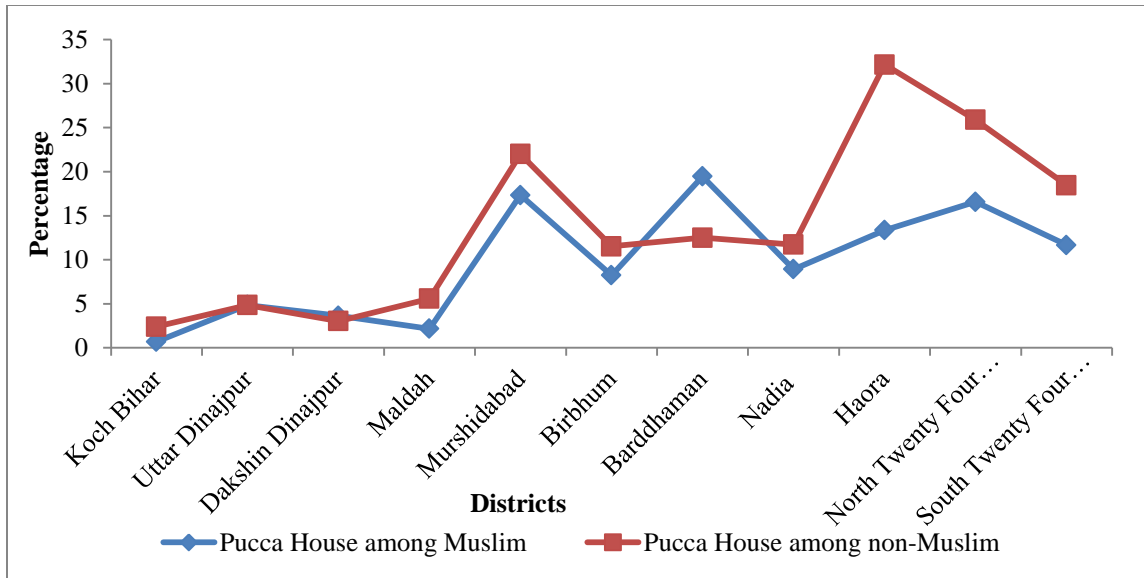 Percentage
35
30
25
20
15
10
5
0
Koch Bihar
Uttar Dinajpur
Dakshin Dinajpur
Maldah
Murshidabad
Birbhum
Barddhaman
Nadia
Haora
North Twenty Four…
South Twenty Four…
Districts
Pucca House among Muslim
Pucca House among non-Muslim